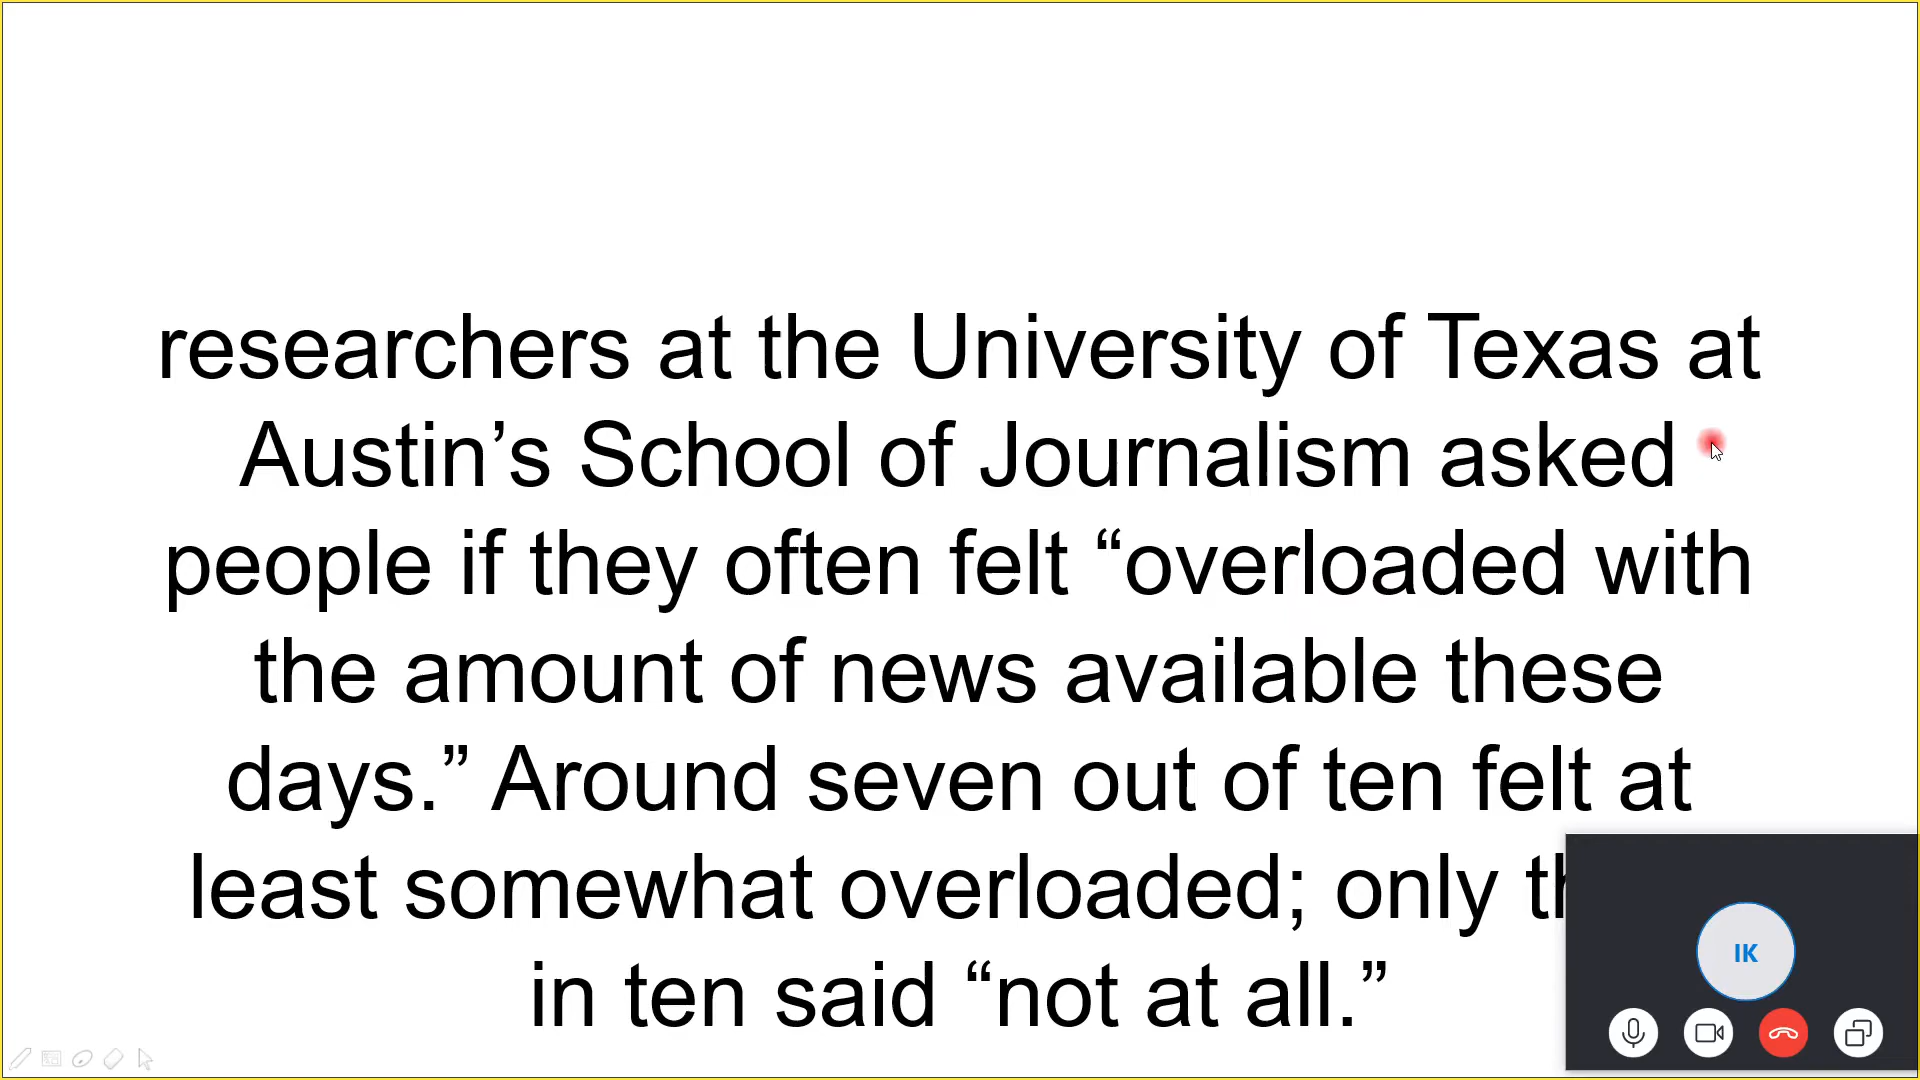 researchers at the University of Texas at
Austin’s School of Journalism asked
people if they often felt “overloaded with
the amount of news available these
days.” Around seven out of ten felt at
least somewhat overloaded; only
in ten said “not at all.”
IK